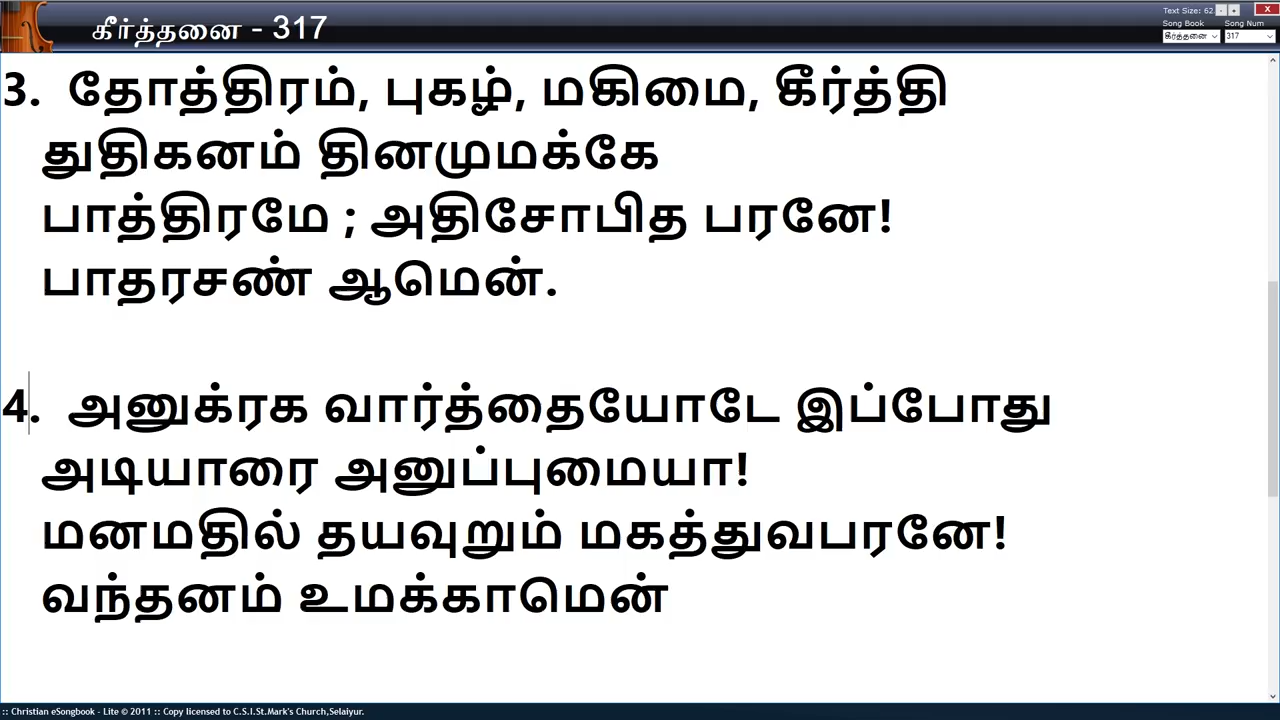 கீர்த்தனை - 317
Text Size: 62
- +
X
Song Book
Song Num
கீர்த்தனை
317
3. தோத்திரம், புகழ், மகிமை, கீர்த்தி
துதிகனம் தினமுமக்கே
பாத்திரமே ; அதிசோபித பரனே!
பாதரசண் ஆமென்.
4. அனுக்ரக வார்த்தையோடே இப்போது
அடியாரை அனுப்புமையா!
மனமதில் தயவுறும் மகத்துவபரனே!
வந்தனம் உமக்காமென்
:: Christian eSongbook - Lite © 2011 :: Copy licensed to C.S.I.St.Mark's Church,Selaiyur.